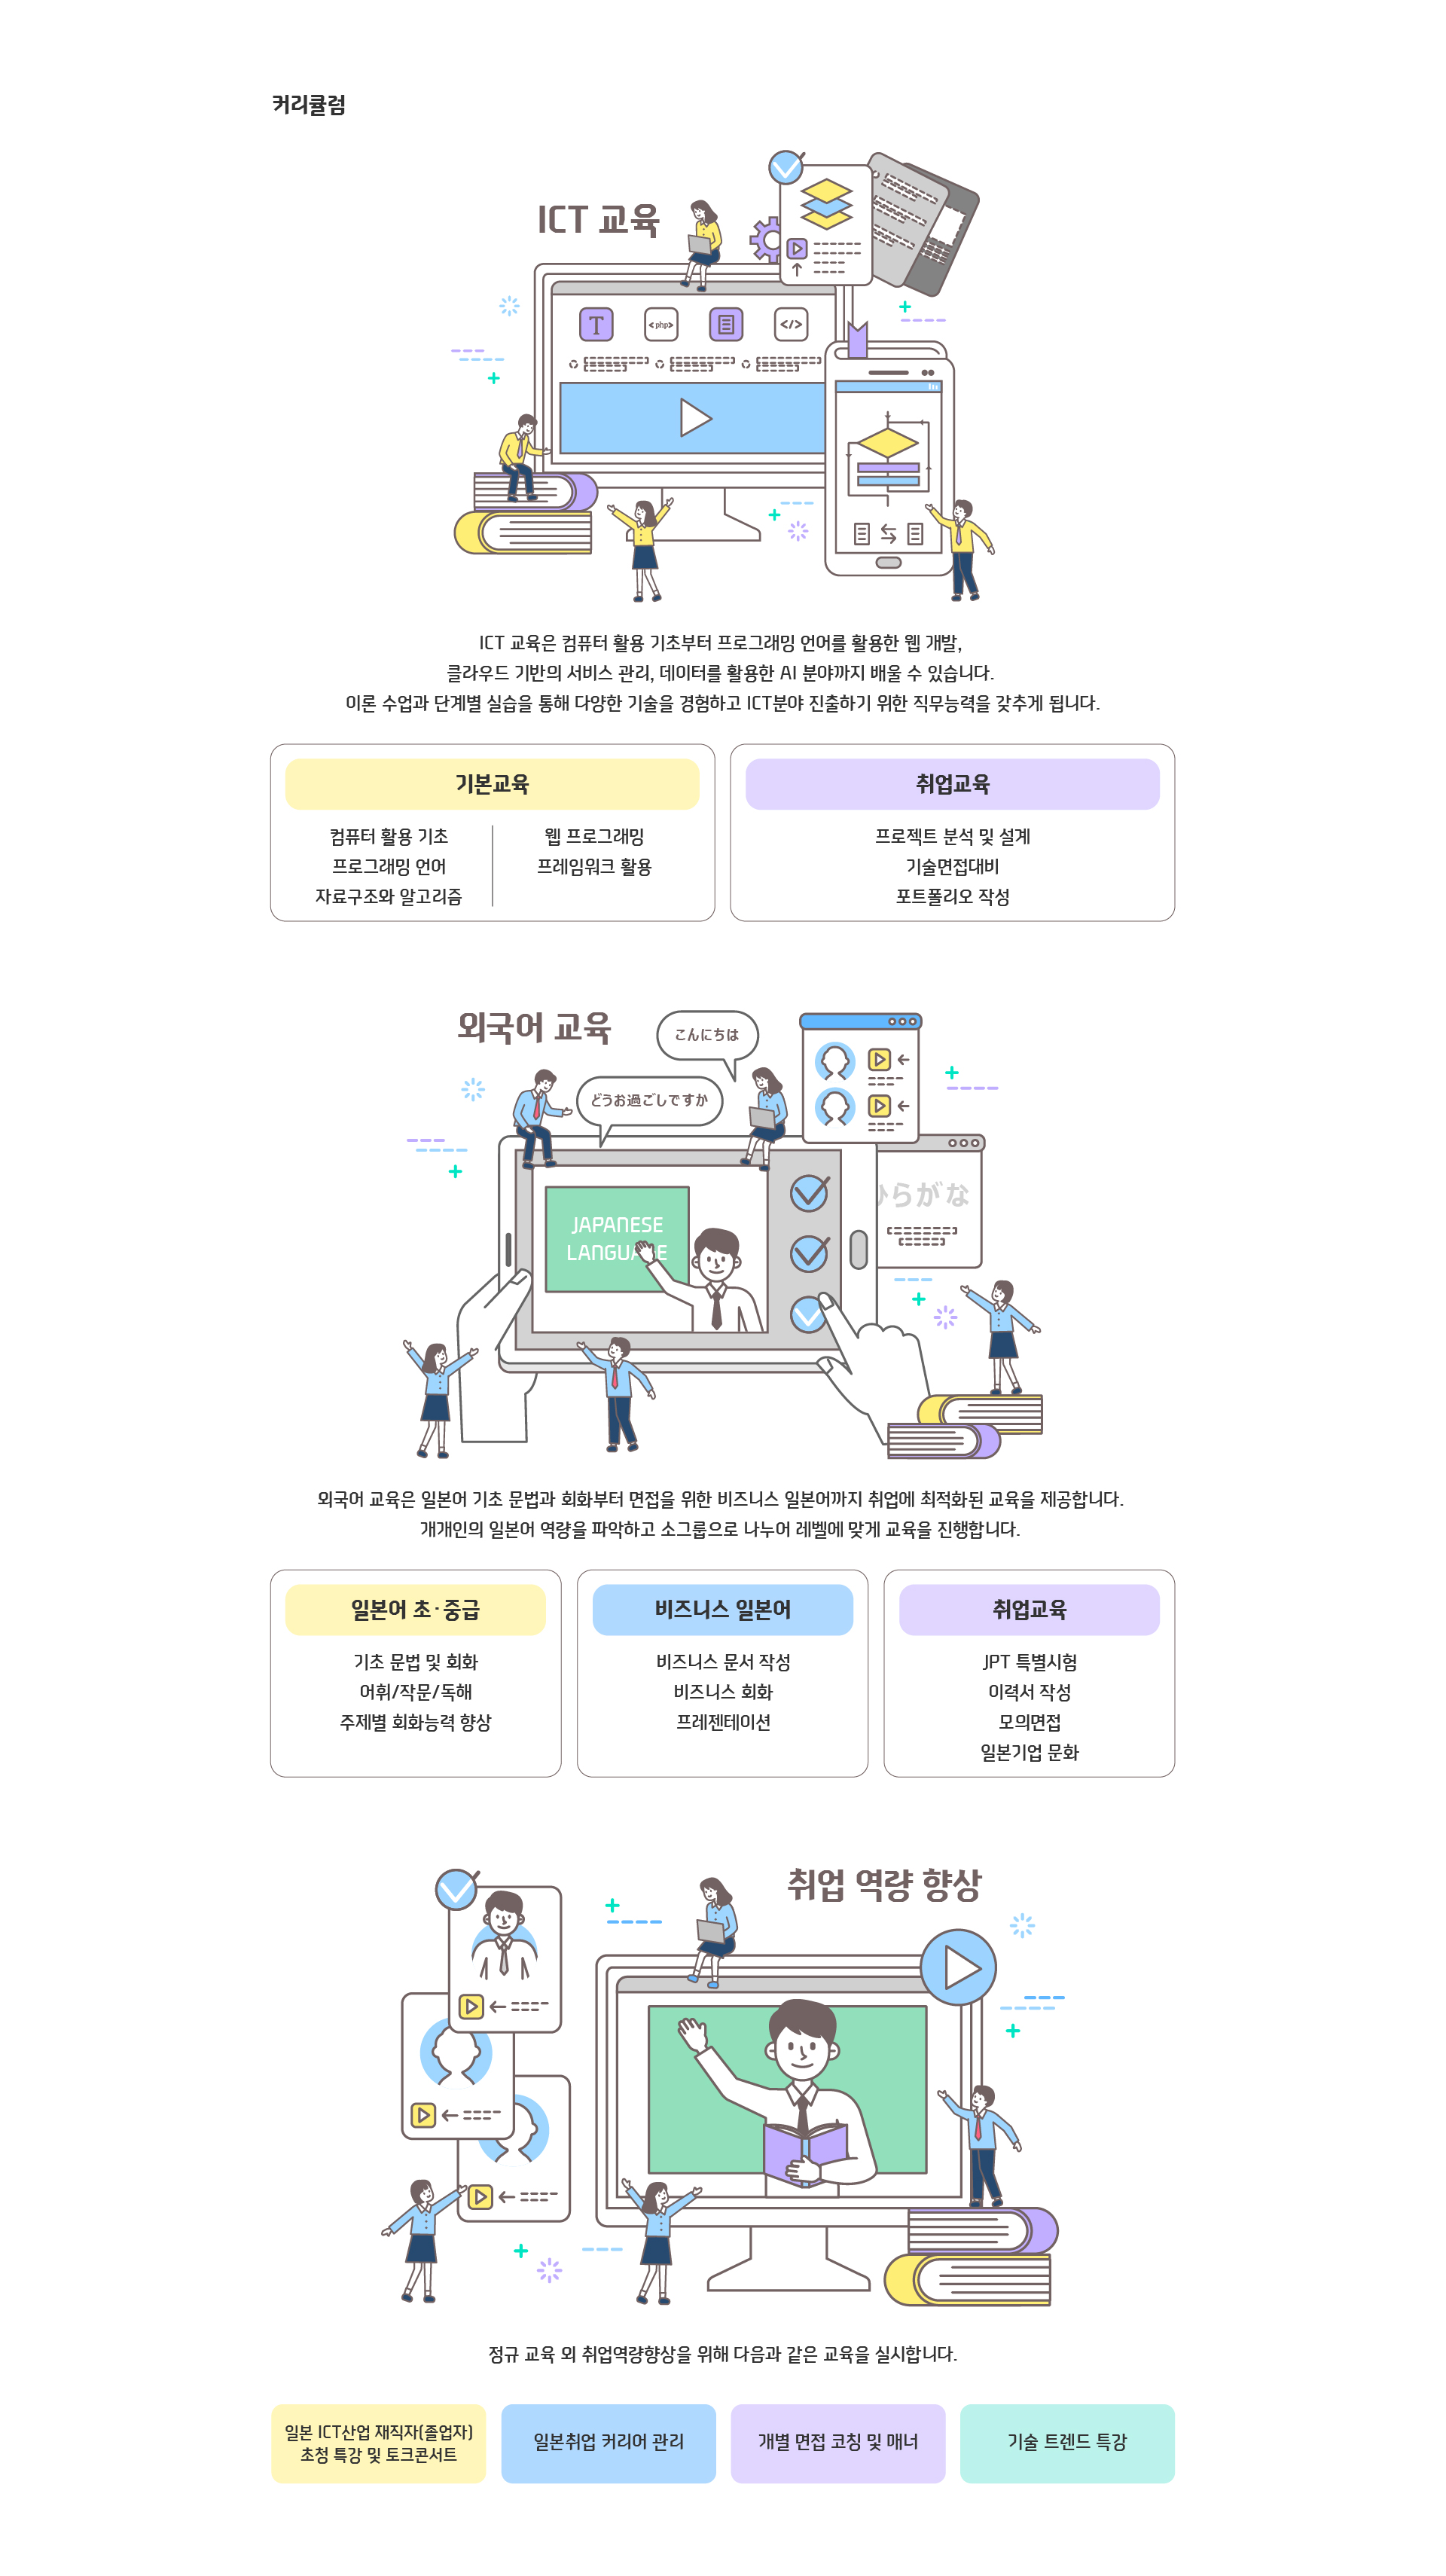 커리큘럼
ICT 교육
T
<php>
</>
ICT 교육은 컴퓨터 활용 기초부터 프로그래밍 언어를 활용한 웹 개발,
클라우드 기반의 서비스 관리, 데이터를 활용한 AI 분야까지 배울 수 있습니다.
이론 수업과 단계별 실습을 통해 다양한 기술을 경험하고 ICT분야 진출하기 위한 직무능력을 갖추게 됩니다.
기본교육
컴퓨터 활용 기초
프로그래밍 언어
자료구조와 알고리즘
웹 프로그래밍
프레임워크 활용
취업교육
프로젝트 분석 및 설계
기술면접대비
포트폴리오 작성
외국어 교육
こんにちは
どうお過ごしですか
ひらがな
JAPANESE
LANGUAGE
외국어 교육은 일본어 기초 문법과 회화부터 면접을 위한 비즈니스 일본어까지 취업에 최적화된 교육을 제공합니다.
개개인의 일본어 역량을 파악하고 소그룹으로 나누어 레벨에 맞게 교육을 진행합니다.
일본어 초·중급
기초 문법 및 회화
어휘/작문/독해
주제별 회화능력 향상
비즈니스 일본어
비즈니스 문서 작성
비즈니스 회화
프레젠테이션
취업교육
JPT 특별시험
이력서 작성
모의면접
일본기업 문화
취업 역량 향상
정규 교육 외 취업역량향상을 위해 다음과 같은 교육을 실시합니다.
일본 ICT산업 재직자(졸업자)
초청 특강 및 토크콘서트
일본취업 커리어 관리
개별 면접 코칭 및 매너
기술 트렌드 특강